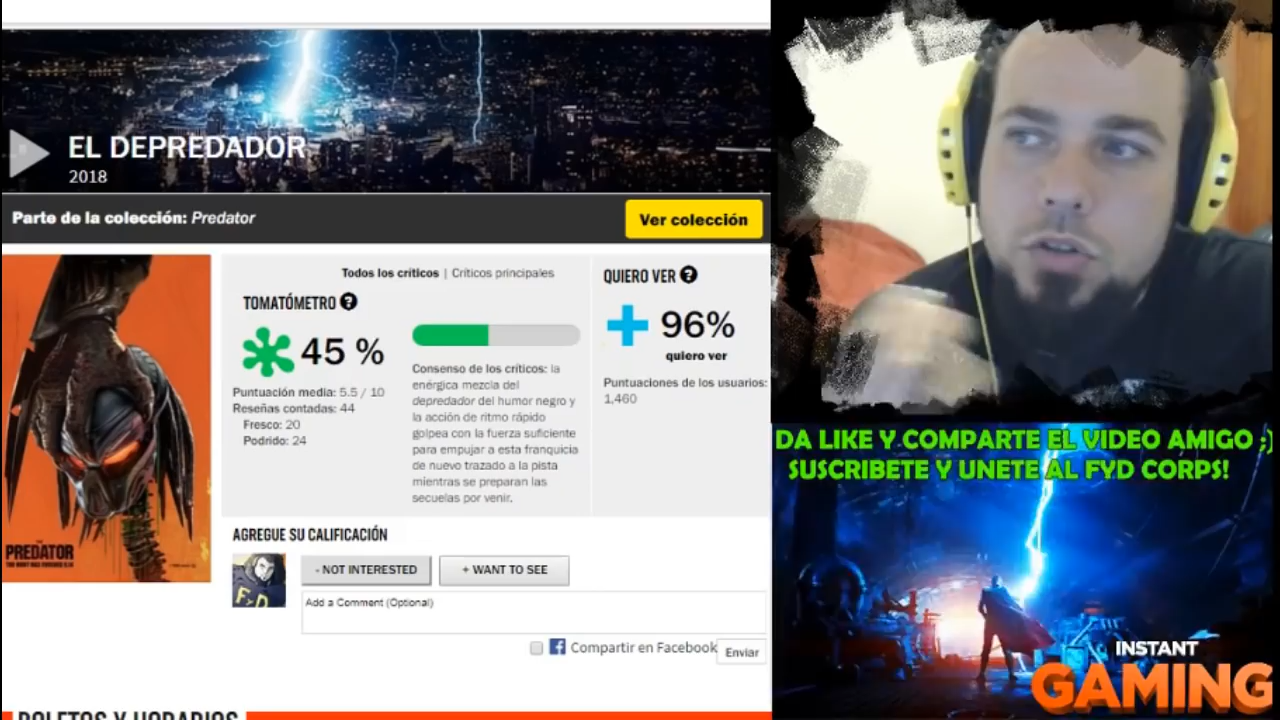 EL DEPREDADOR
2018
Parte de la colección: Predator
Ver colección
Todos los críticos | Críticos principales
TOMATÓMETRO ?
45 %
Puntuación media: 5.5 / 10
Reseñas contadas: 44
Fresco: 20
Podrido: 24
Consenso de los críticos: la
enérgica mezcla del
depredador del humor negro y
la acción de ritmo rápido
golpea con la fuerza suficiente
para empujar a esta franquicia
de nuevo trazado a la pista
mientras se preparan las
secuelas por venir.
QUIERO VER ?
96%
quiero ver
Puntuaciones de los usuarios:
1,460
PREDATOR
AGREGUE SU CALIFICACIÓN
FYD
- NOT INTERESTED
+ WANT TO SEE
Add a Comment (Optional)
Compartir en Facebook
Enviar
BOLETOS Y HORARIOS
DA LIKE Y COMPARTE EL VIDEO AMIGO ;)
SUSCRIBETE Y UNETE AL FYD CORPS!
INSTANT
GAMING